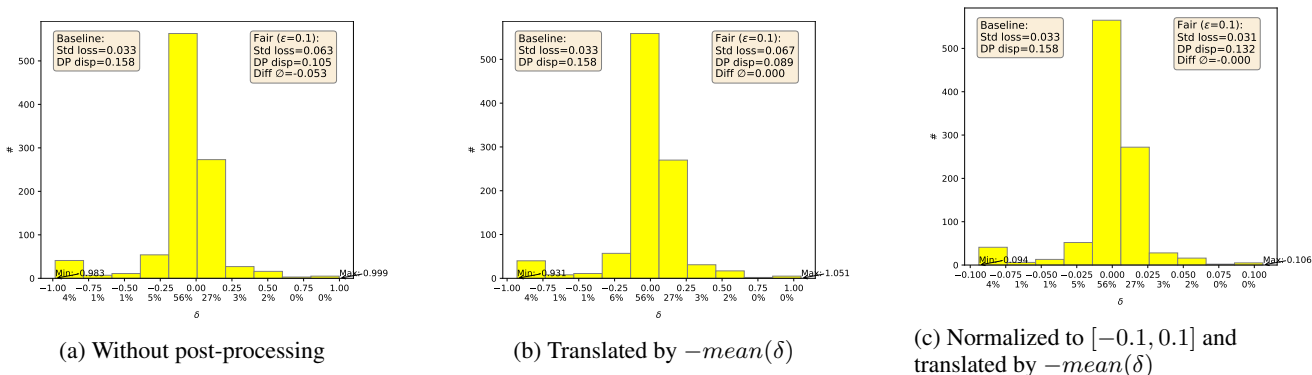 #
500
400
300
200
100
0
Baseline:
Std loss=0.033
DP disp=0.158
Fair (ε=0.1):
Std loss=0.063
DP disp=0.105
Diff ∅=-0.053
Min:-0.983
Max:0.999
−1.00 −0.75 −0.50 −0.25 0.00 0.25 0.50 0.75 1.00
4% 1% 1% 5% 56% 27% 3% 2% 0% 0%
δ
(a) Without post-processing
#
500
400
300
200
100
0
Baseline:
Std loss=0.033
DP disp=0.158
Fair (ε=0.1):
Std loss=0.067
DP disp=0.089
Diff ∅=0.000
Min:-0.931
Max:1.051
−1.00 −0.75 −0.50 −0.25 0.00 0.25 0.50 0.75 1.00
4% 1% 1% 6% 56% 27% 3% 2% 0% 0%
δ
(b) Translated by −mean(δ)
#
500
400
300
200
100
0
Baseline:
Std loss=0.033
DP disp=0.158
Fair (ε=0.1):
Std loss=0.031
DP disp=0.132
Diff ∅=-0.000
Min:-0.094
Max:0.106
−0.100 −0.075 −0.050 −0.025 0.000 0.025 0.050 0.075 0.100
4% 1% 1% 5% 56% 27% 3% 2% 0% 0%
δ
(c) Normalized to [−0.1, 0.1] and
translated by −mean(δ)